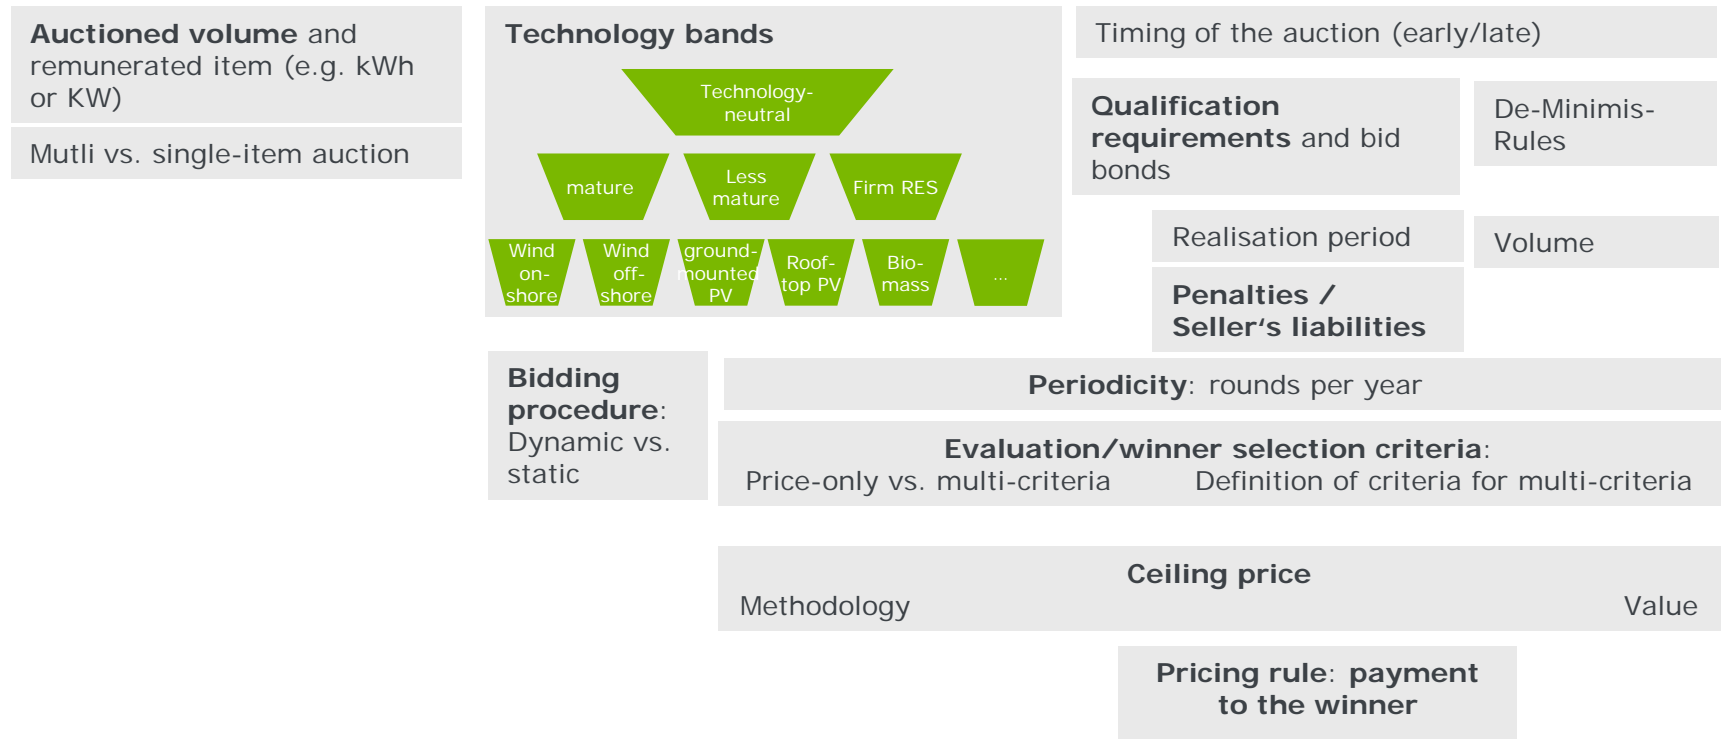 Auctioned volume and
remunerated item (e.g. kWh
or KW)
Mutli vs. single-item auction
Technology bands
Technology-
neutral
mature
Less
mature
Firm RES
Wind
on-
shore
Wind
off-
shore
ground-
mounted
PV
Roof-
top PV
Bio-
mass
...
Timing of the auction (early/late)
Qualification
requirements and bid
bonds
De-Minimis-
Rules
Realisation period
Volume
Penalties /
Seller‘s liabilities
Bidding
procedure:
Dynamic vs.
static
Periodicity: rounds per year
Evaluation/winner selection criteria:
Price-only vs. multi-criteria Definition of criteria for multi-criteria
Ceiling price
Methodology Value
Pricing rule: payment
to the winner